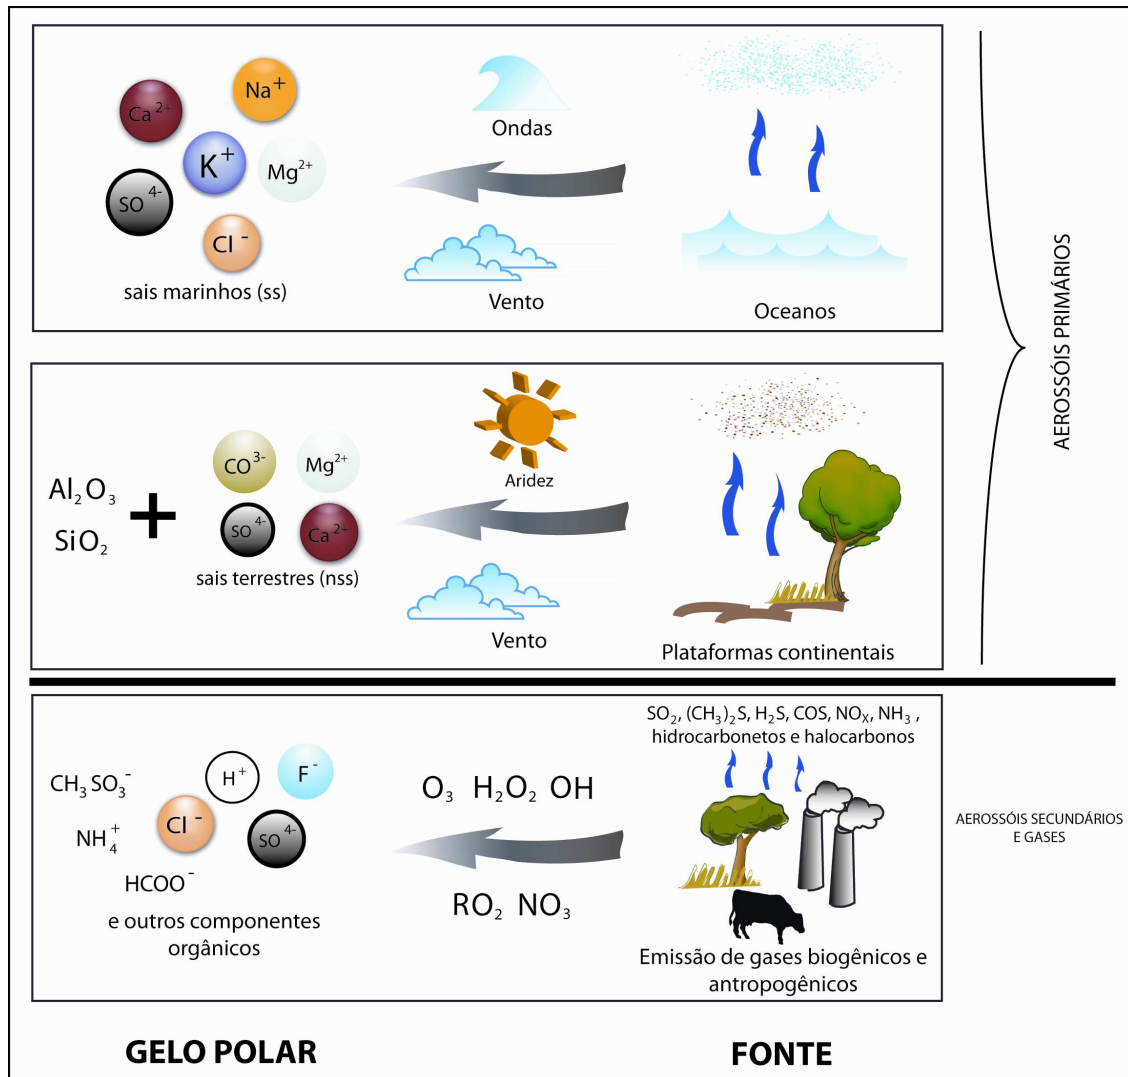 Ca²⁺
Na⁺
K⁺
Mg²⁺
SO⁴⁻
Cl⁻
sais marinhos (ss)
Ondas
Vento
Oceanos
AEROSSÓIS PRIMÁRIOS
Al₂O₃
SiO₂
+
CO³⁻
Mg²⁺
SO⁴⁻
Ca²⁺
sais terrestres (nss)
Aridez
Vento
Plataformas continentais
CH₃SO₃⁻
H⁺
F⁻
NH₄⁺
Cl⁻
SO⁴⁻
HCOO⁻
e outros componentes
orgânicos
O₃ H₂O₂ OH
RO₂ NO₃
SO₂, (CH₃)₂S, H₂S, COS, NOₓ, NH₃ ,
hidrocarbonetos e halocarbonos
Emissão de gases biogênicos e
antropogênicos
AEROSSÓIS SECUNDÁRIOS
E GASES
GELO POLAR
FONTE